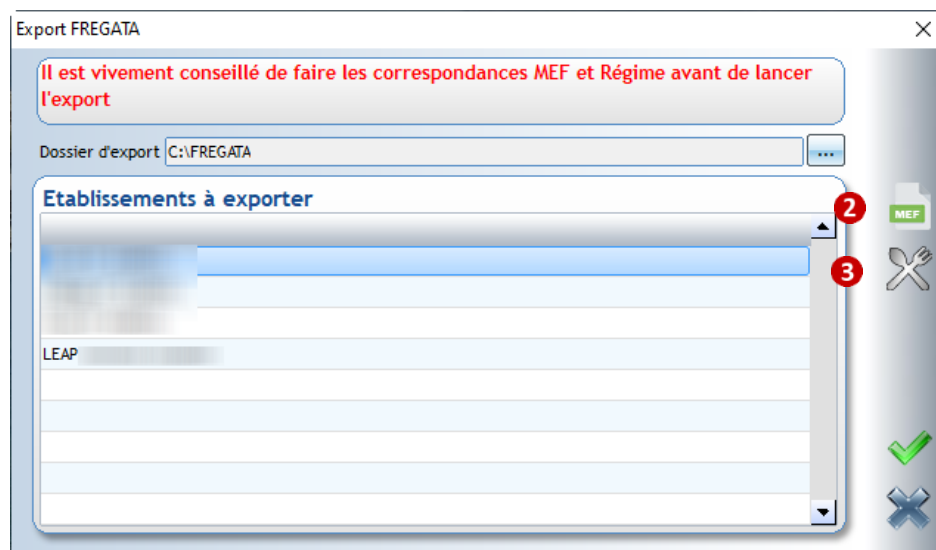 Export FREGATA
Il est vivement conseillé de faire les correspondances MEF et Régime avant de lancer
l'export
Dossier d'export C:\FREGATA ...
Etablissements à exporter
2
MEF
3
LEAP